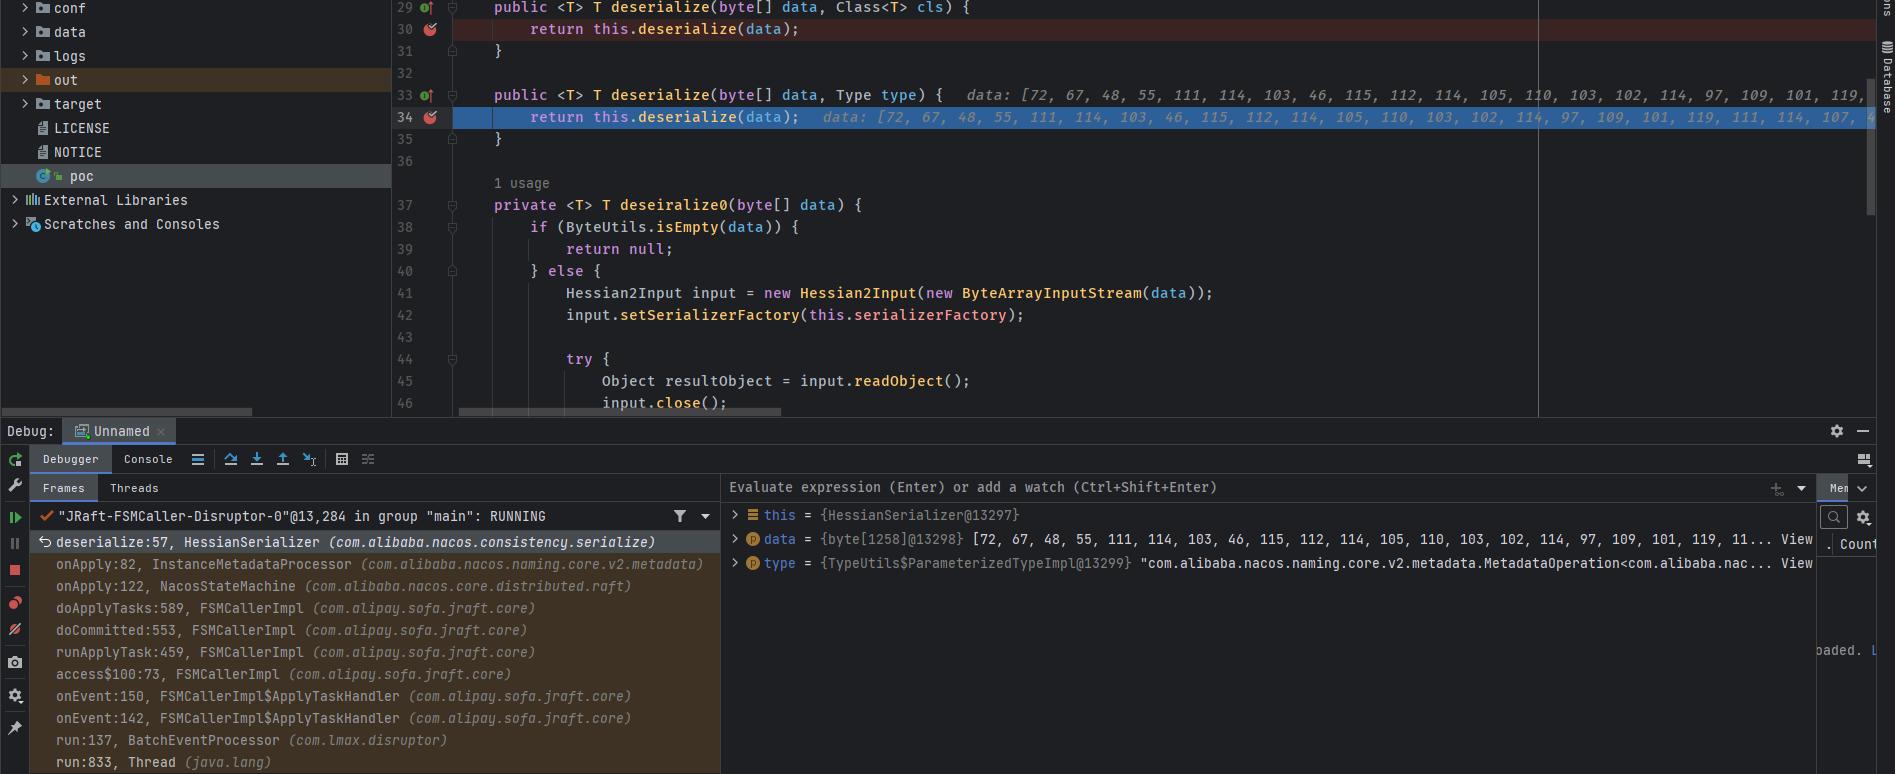 conf
data
logs
out
target
LICENSE
NOTICE
poc
External Libraries
Scratches and Consoles
29 public <T> T deserialize(byte[] data, Class<T> cls) {
30 return this.deserialize(data);
31 }
32
33 public <T> T deserialize(byte[] data, Type type) { data: [72, 67, 48, 55, 111, 114, 103, 46, 115, 112, 114, 105, 110, 103, 102, 114, 97, 109, 101, 119,
34 return this.deserialize(data); data: [72, 67, 48, 55, 111, 114, 103, 46, 115, 112, 114, 105, 110, 103, 102, 114, 97, 109, 101, 119, 111, 114, 107, 4
35 }
36
1 usage
37 private <T> T deseiralize0(byte[] data) {
38 if (ByteUtils.isEmpty(data)) {
39 return null;
40 } else {
41 Hessian2Input input = new Hessian2Input(new ByteArrayInputStream(data));
42 input.setSerializerFactory(this.serializerFactory);
43
44 try {
45 Object resultObject = input.readObject();
46 input.close();
ons
Database
Debug: Unnamed
Debugger Console
Frames Threads
"JRaft-FSMCaller-Disruptor-0"@13,284 in group "main": RUNNING
deserialize:57, HessianSerializer (com.alibaba.nacos.consistency.serialize)
onApply:82, InstanceMetadataProcessor (com.alibaba.nacos.naming.core.v2.metadata)
onApply:122, NacosStateMachine (com.alibaba.nacos.core.distributed.raft)
doApplyTasks:589, FSMCallerImpl (com.alipay.sofa.jraft.core)
doCommitted:553, FSMCallerImpl (com.alipay.sofa.jraft.core)
runApplyTask:459, FSMCallerImpl (com.alipay.sofa.jraft.core)
access$100:73, FSMCallerImpl (com.alipay.sofa.jraft.core)
onEvent:150, FSMCallerImpl$ApplyTaskHandler (com.alipay.sofa.jraft.core)
onEvent:142, FSMCallerImpl$ApplyTaskHandler (com.alipay.sofa.jraft.core)
run:137, BatchEventProcessor (com.lmax.disruptor)
run:833, Thread (java.lang)
Evaluate expression (Enter) or add a watch (Ctrl+Shift+Enter)
this = {HessianSerializer@13297}
data = {byte[1258]@13298} [72, 67, 48, 55, 111, 114, 103, 46, 115, 112, 114, 105, 110, 103, 102, 114, 97, 109, 101, 119, 11... View
type = {TypeUtils$ParameterizedTypeImpl@13299} "com.alibaba.nacos.naming.core.v2.metadata.MetadataOperation<com.alibaba.nac... View
Mem
. Count
oaded. L